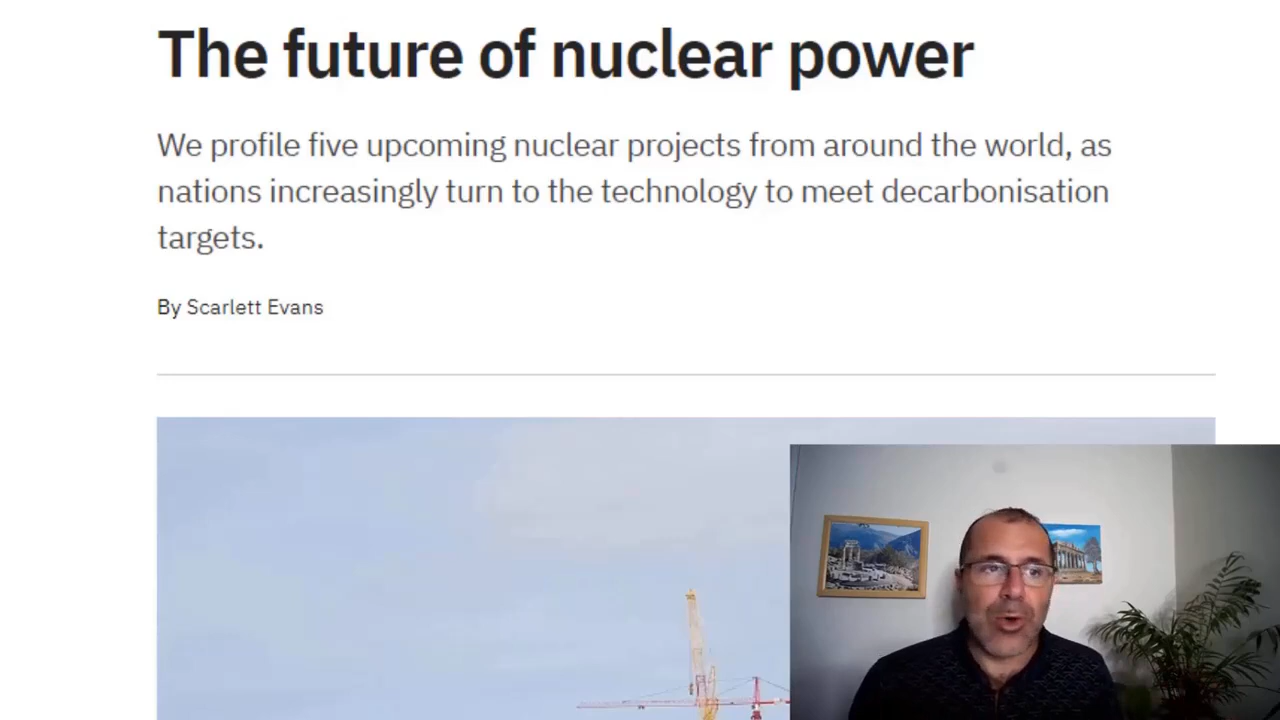 The future of nuclear power
We profile five upcoming nuclear projects from around the world, as
nations increasingly turn to the technology to meet decarbonisation
targets.
By Scarlett Evans